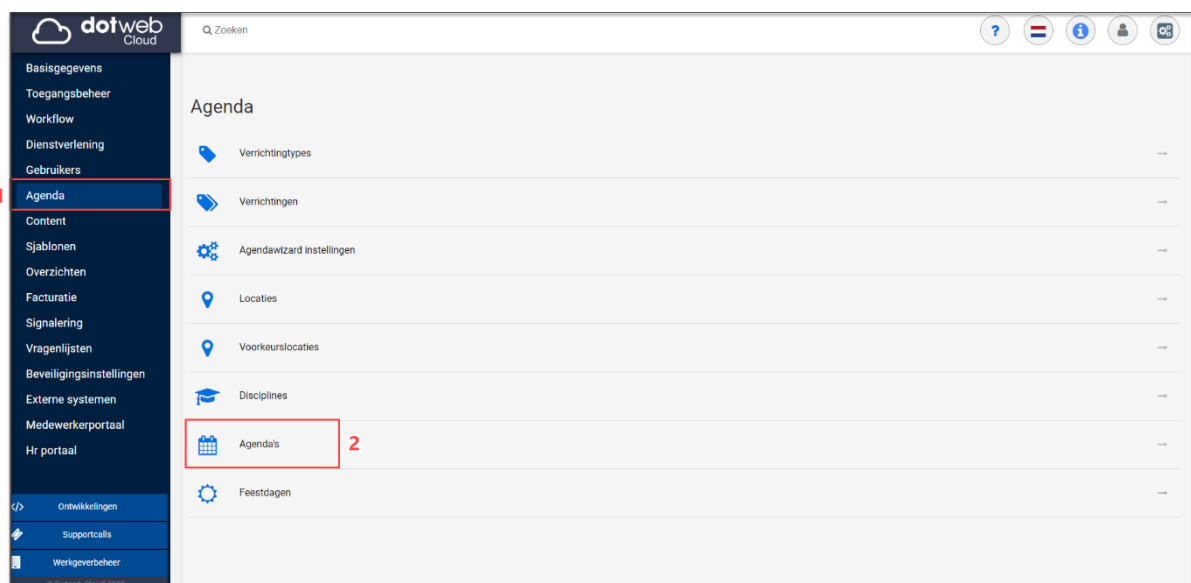 dotweb
Cloud
Zoeken
?
i
Basisgegevens
Toegangsbeheer
Workflow
Dienstverlening
Gebruikers
Agenda
Content
Sjablonen
Overzichten
Facturatie
Signalering
Vragenlijsten
Beveiligingsinstellingen
Externe systemen
Medewerkerportaal
Hr portaal
</> Ontwikkelingen
Supportcalls
Werkgeverbeheer
Agenda
Verrichtingtypes →
Verrichtingen →
Agendawizard instellingen →
Locaties →
Voorkeurslocaties →
Disciplines →
Agenda's 2 →
Feestdagen →